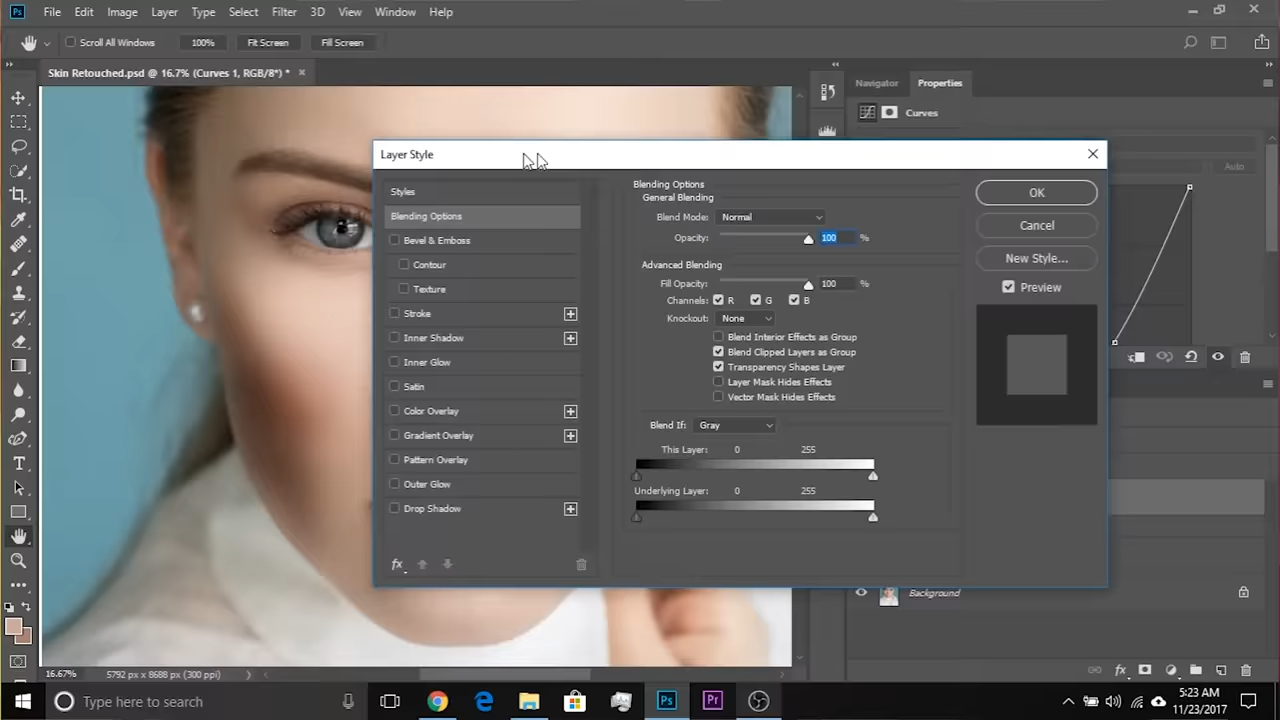 Ps File Edit Image Layer Type Select Filter 3D View Window Help
Scroll All Windows 100% Fit Screen Fill Screen
Skin Retouched.psd @ 16.7% (Curves 1, RGB/8*) * ×
Navigator Properties
Curves
Auto
Layer Style
Styles
Blending Options
Bevel & Emboss
Contour
Texture
Stroke
Inner Shadow
Inner Glow
Satin
Color Overlay
Gradient Overlay
Pattern Overlay
Outer Glow
Drop Shadow
fx
Blending Options
General Blending
Blend Mode: Normal
Opacity: 100 %
Advanced Blending
Fill Opacity: 100 %
Channels: R G B
Knockout: None
Blend Interior Effects as Group
Blend Clipped Layers as Group
Transparency Shapes Layer
Layer Mask Hides Effects
Vector Mask Hides Effects
Blend If: Gray
This Layer: 0 255
Underlying Layer: 0 255
OK
Cancel
New Style...
Preview
Background
fx
16.67% 5792 px x 8688 px (300 ppi)
Type here to search
Ps Pr
5:23 AM
11/23/2017